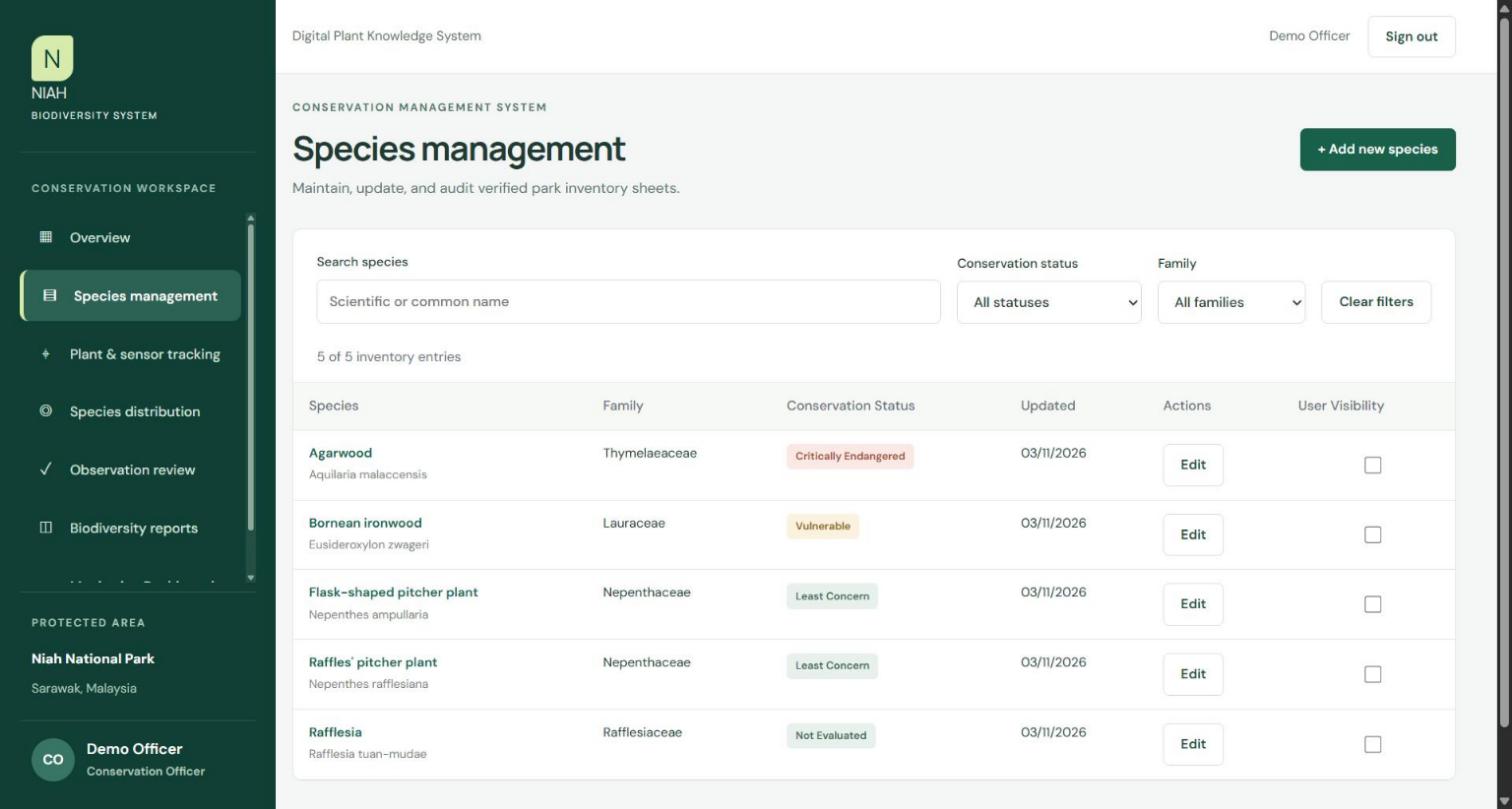 N
NIAH
BIODIVERSITY SYSTEM
CONSERVATION WORKSPACE
Overview
Species management
Plant & sensor tracking
Species distribution
Observation review
Biodiversity reports
PROTECTED AREA
Niah National Park
Sarawak, Malaysia
CO
Demo Officer
Conservation Officer
Digital Plant Knowledge System
Demo Officer
Sign out
CONSERVATION MANAGEMENT SYSTEM
Species management
Maintain, update, and audit verified park inventory sheets.
+ Add new species
Search species
Scientific or common name
Conservation status
All statuses
Family
All families
Clear filters
5 of 5 inventory entries
Species Family Conservation Status Updated Actions User Visibility
Agarwood Thymelaeaceae Critically Endangered 03/11/2026 Edit
Aquilaria malaccensis
Bornean ironwood Lauraceae Vulnerable 03/11/2026 Edit
Eusideroxylon zwageri
Flask-shaped pitcher plant Nepenthaceae Least Concern 03/11/2026 Edit
Nepenthes ampullaria
Raffles' pitcher plant Nepenthaceae Least Concern 03/11/2026 Edit
Nepenthes rafflesiana
Rafflesia Rafflesiaceae Not Evaluated 03/11/2026 Edit
Rafflesia tuan-mudae